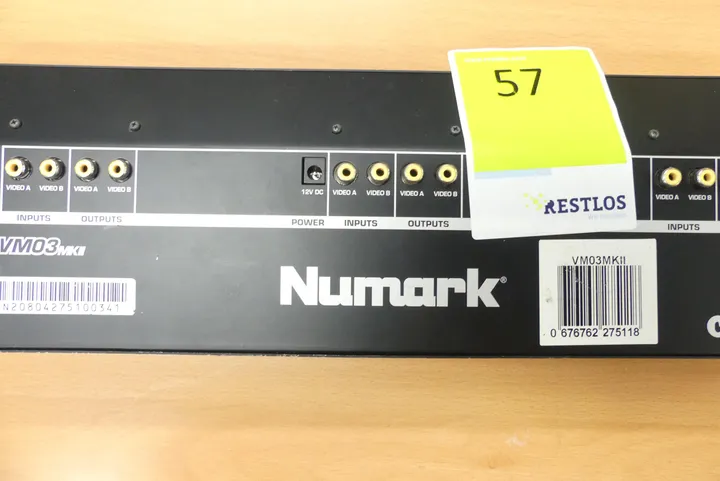 57
RESTLOS
VIDEO A VIDEO B VIDEO A VIDEO B 12V DC VIDEO A VIDEO B VIDEO A VIDEO B VIDEO A VIDEO B
INPUTS OUTPUTS POWER INPUTS OUTPUTS INPUTS
VM03MKII
N20804275100341
Numark®
VM03MKII
0 676762 275118